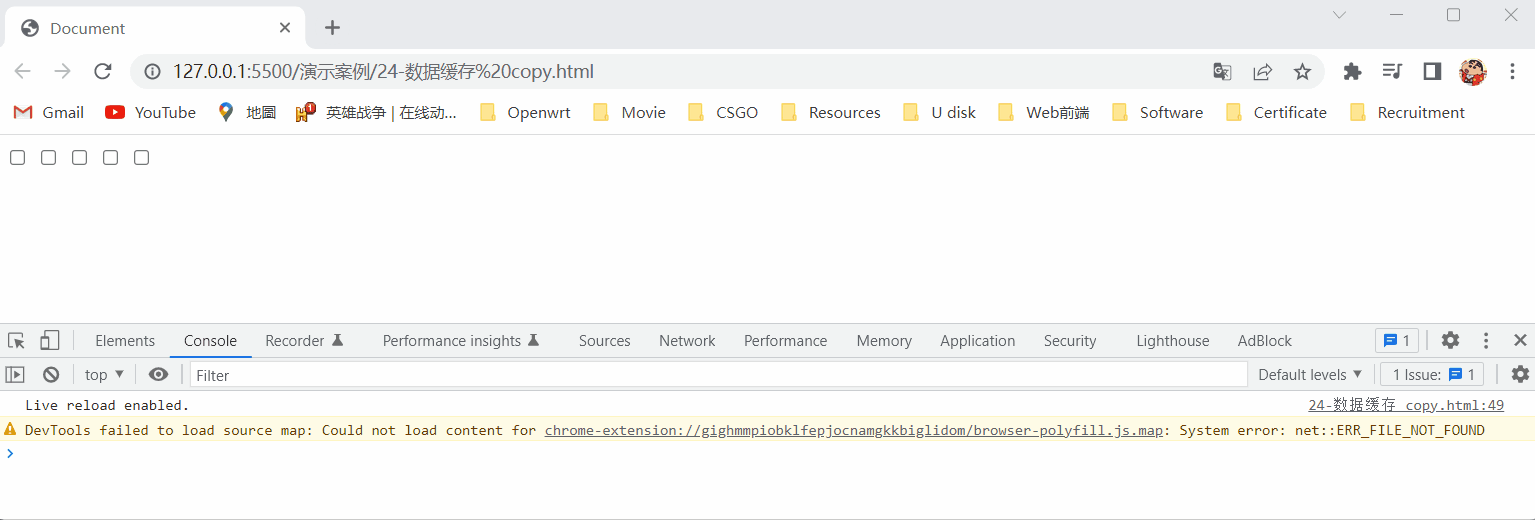 Document
127.0.0.1:5500/演示案例/24-数据缓存%20copy.html
Gmail YouTube 地圖 1 英雄战争 | 在线动... Openwrt Movie CSGO Resources U disk Web前端 Software Certificate Recruitment
Elements Console Recorder Performance insights Sources Network Performance Memory Application Security Lighthouse AdBlock 1
top Filter Default levels 1 Issue: 1
Live reload enabled. 24-数据缓存 copy.html:49
DevTools failed to load source map: Could not load content for chrome-extension://gighmmpiobklfepjocnamgkkbiglidom/browser-polyfill.js.map: System error: net::ERR_FILE_NOT_FOUND